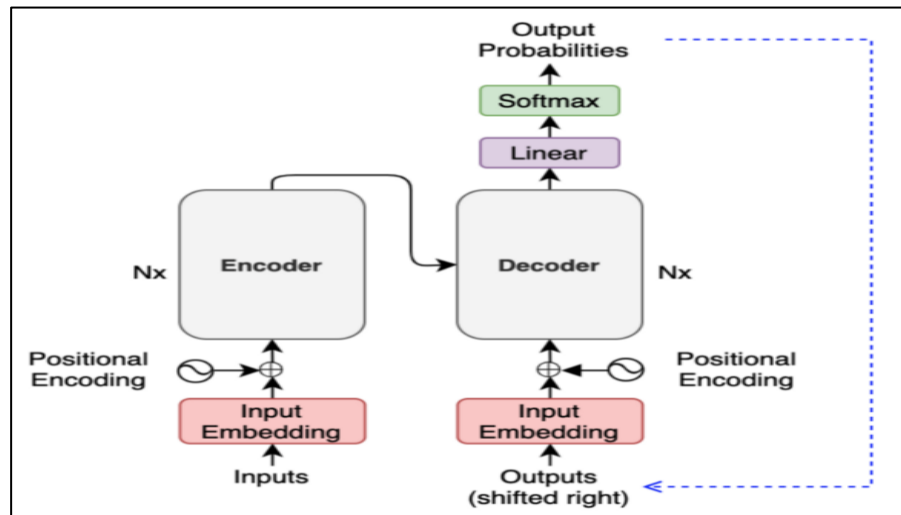 Output
Probabilities
Softmax
Linear
Encoder
Decoder
Nx
Nx
Positional
Encoding
Positional
Encoding
Input
Embedding
Input
Embedding
Inputs
Outputs
(shifted right)